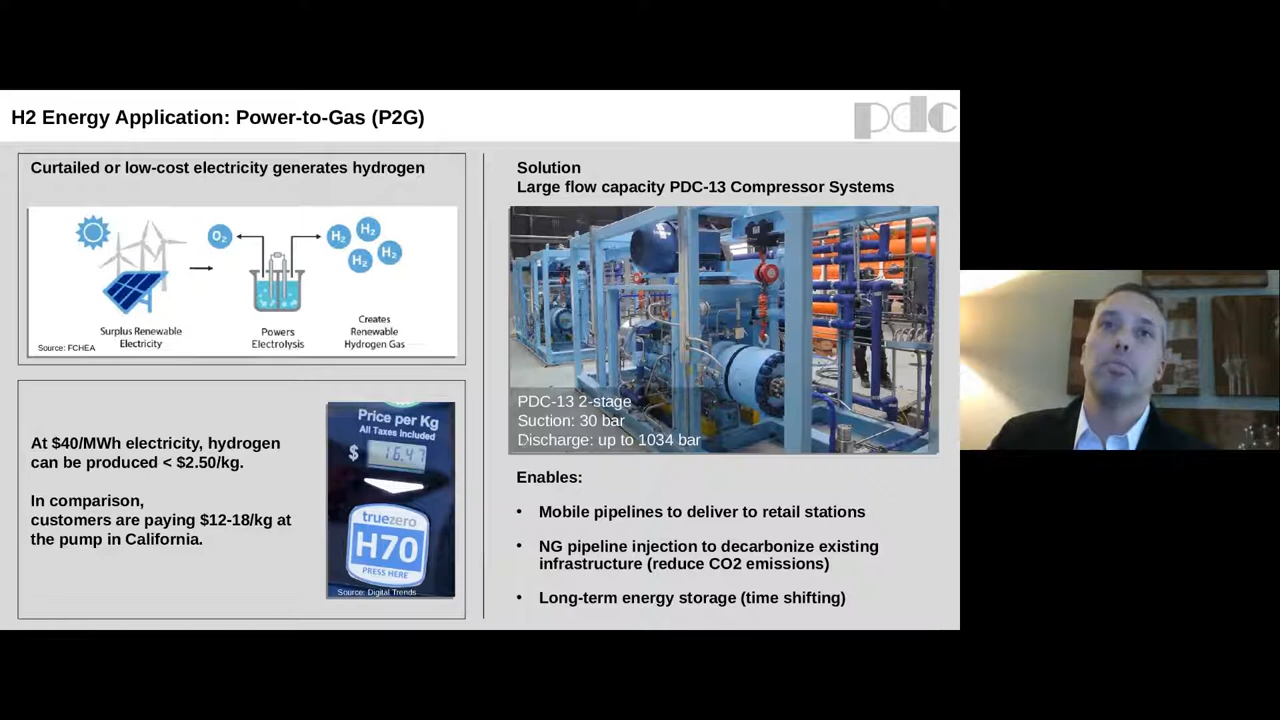 H2 Energy Application: Power-to-Gas (P2G)
pdc
Curtailed or low-cost electricity generates hydrogen
O₂
H₂
H₂
H₂
H₂
Surplus Renewable
Electricity
Powers
Electrolysis
Creates
Renewable
Hydrogen Gas
Source: FCHEA
At $40/MWh electricity, hydrogen
can be produced < $2.50/kg.
In comparison,
customers are paying $12-18/kg at
the pump in California.
Price per Kg
All Taxes Included
$ 16.47
truezero
H70
PRESS HERE
Source: Digital Trends
Solution
Large flow capacity PDC-13 Compressor Systems
PDC-13 2-stage
Suction: 30 bar
Discharge: up to 1034 bar
Enables:
• Mobile pipelines to deliver to retail stations
• NG pipeline injection to decarbonize existing
infrastructure (reduce CO2 emissions)
• Long-term energy storage (time shifting)